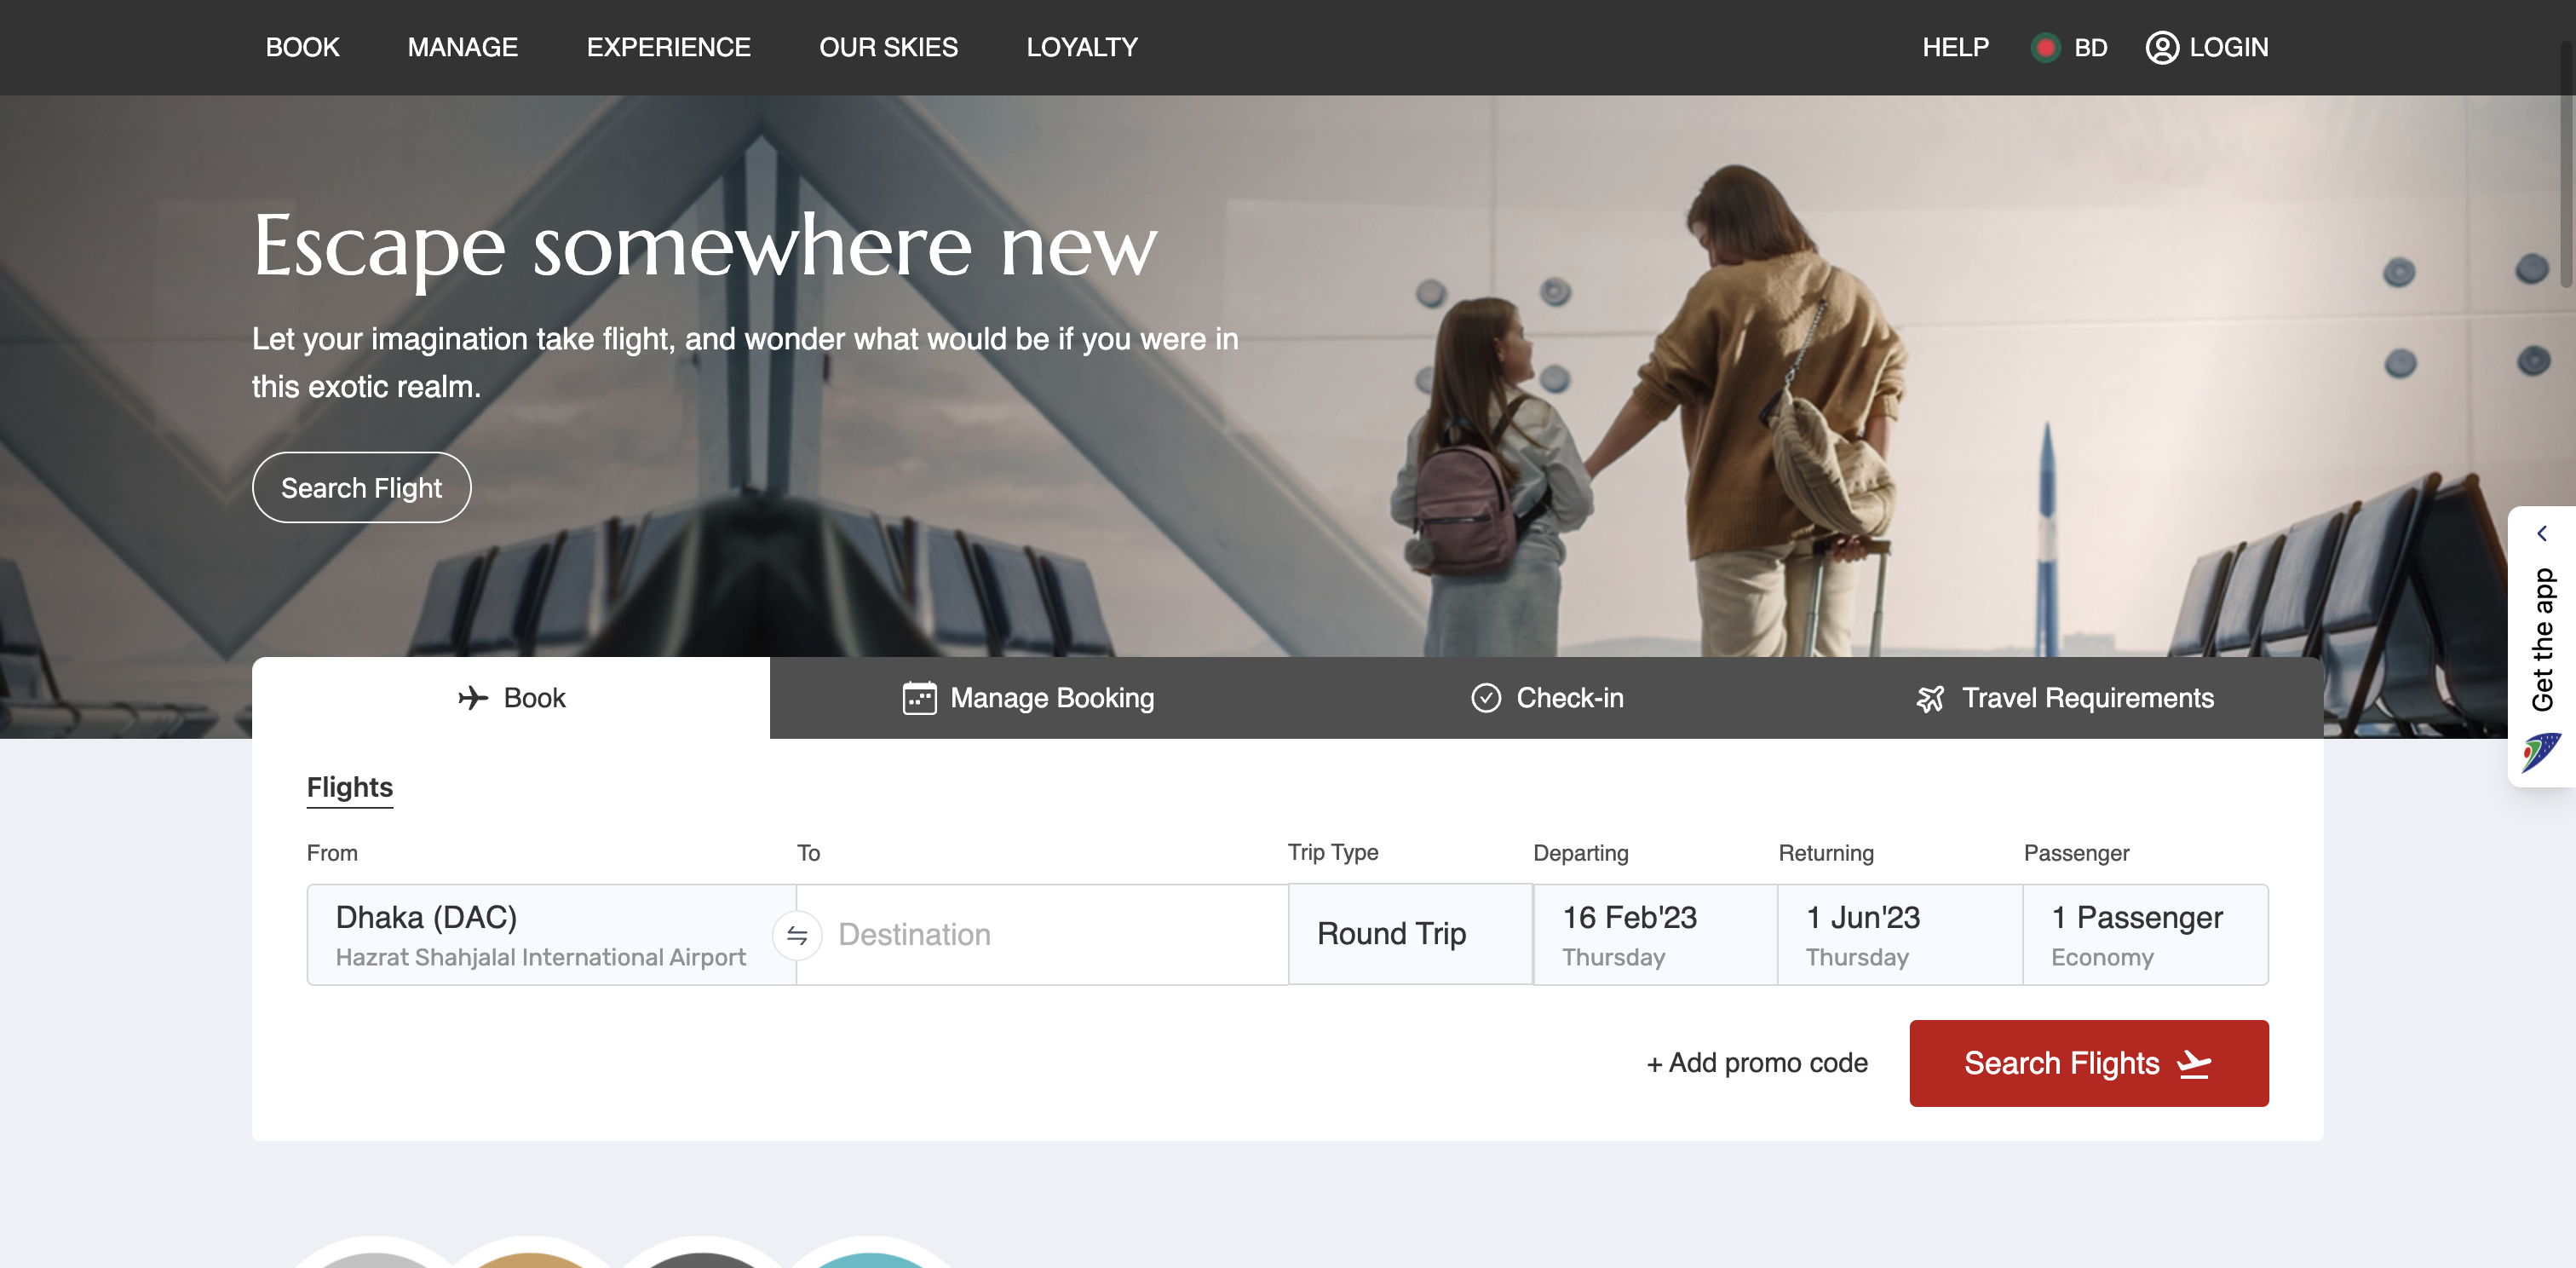 BOOK MANAGE EXPERIENCE OUR SKIES LOYALTY HELP BD LOGIN
Escape somewhere new
Let your imagination take flight, and wonder what would be if you were in
this exotic realm.
Search Flight
Get the app
Book Manage Booking Check-in Travel Requirements
Flights
From To Trip Type Departing Returning Passenger
Dhaka (DAC) Destination Round Trip 16 Feb'23 1 Jun'23 1 Passenger
Hazrat Shahjalal International Airport Thursday Thursday Economy
+ Add promo code Search Flights